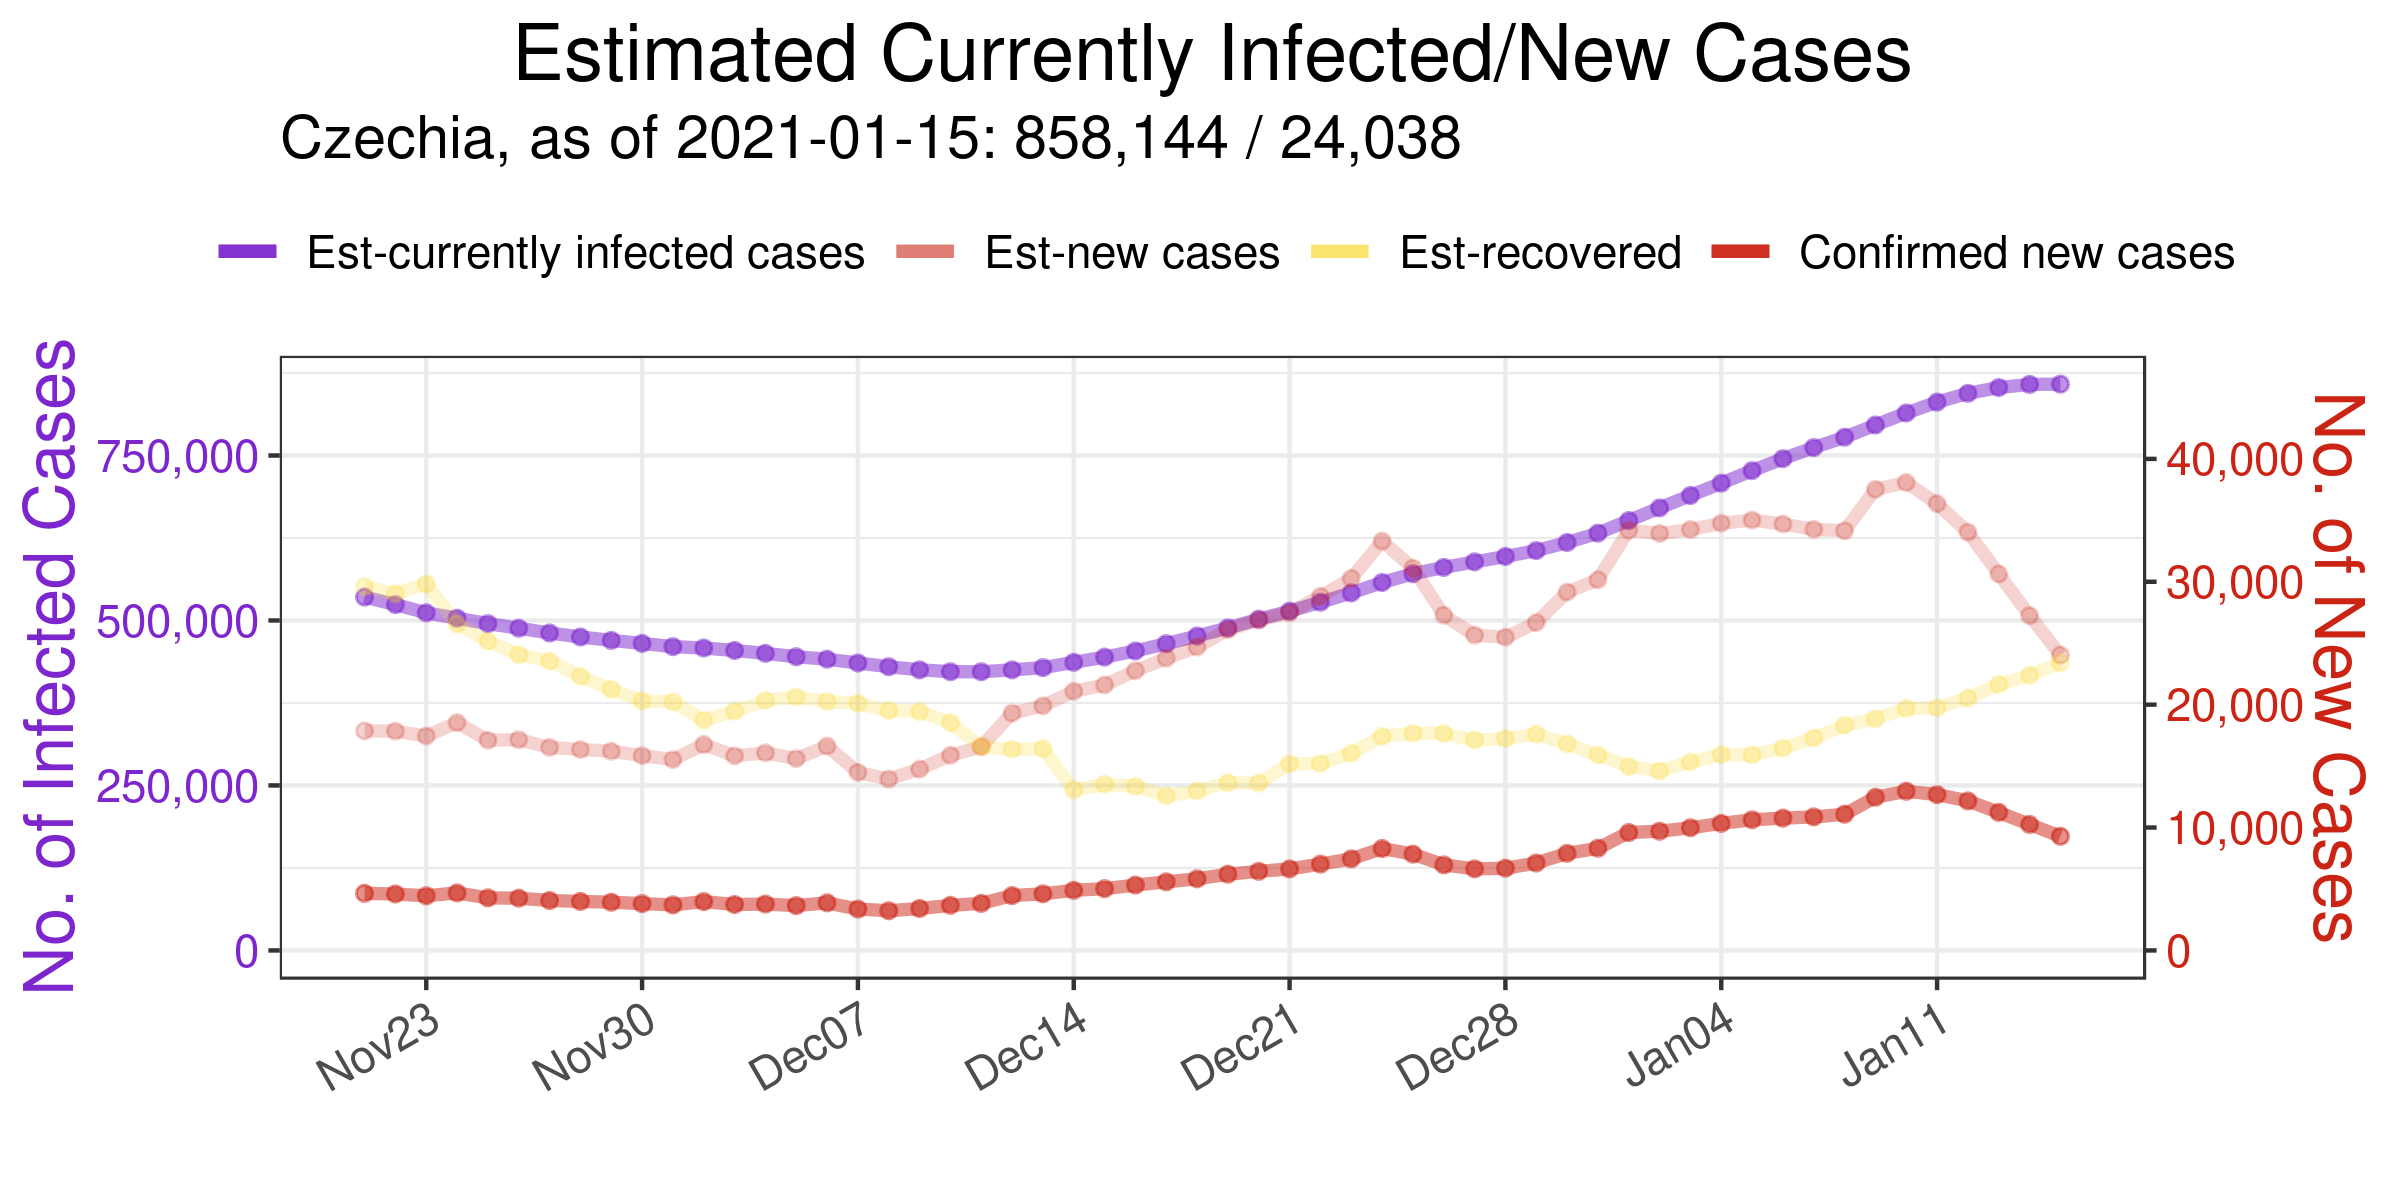 Estimated Currently Infected/New Cases
Czechia, as of 2021-01-15: 858,144 / 24,038
Est-currently infected cases Est-new cases Est-recovered Confirmed new cases
No. of Infected Cases
750,000
500,000
250,000
0
40,000
30,000
20,000
10,000
0
No. of New Cases
Nov23 Nov30 Dec07 Dec14 Dec21 Dec28 Jan04 Jan11